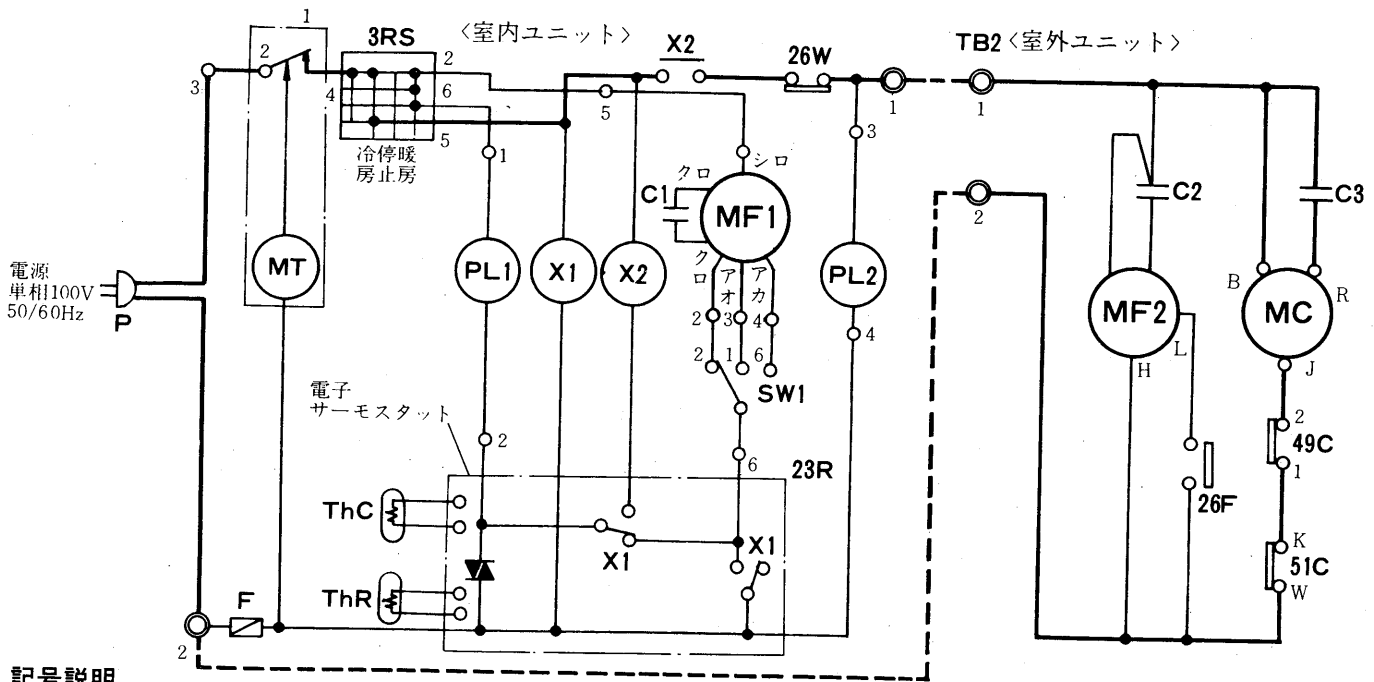 1
3RS
〈室内ユニット〉
X2
26W
TB2〈室外ユニット〉
2
3
4
2
6
5
5
1
1
1
3
冷停暖
房止房
シロ
クロ
C1
MF1
C2
C3
2
電源
単相100V
50/60Hz
P
MT
PL1
X1
X2
PL2
クロ
アオ
アカ
2
3
4
4
2
1
6
SW1
B
R
MF2
MC
L
H
J
電子
サーモスタット
2
6
23R
2
49C
1
26F
ThC
X1
X1
K
51C
W
ThR
F
2
記号説明